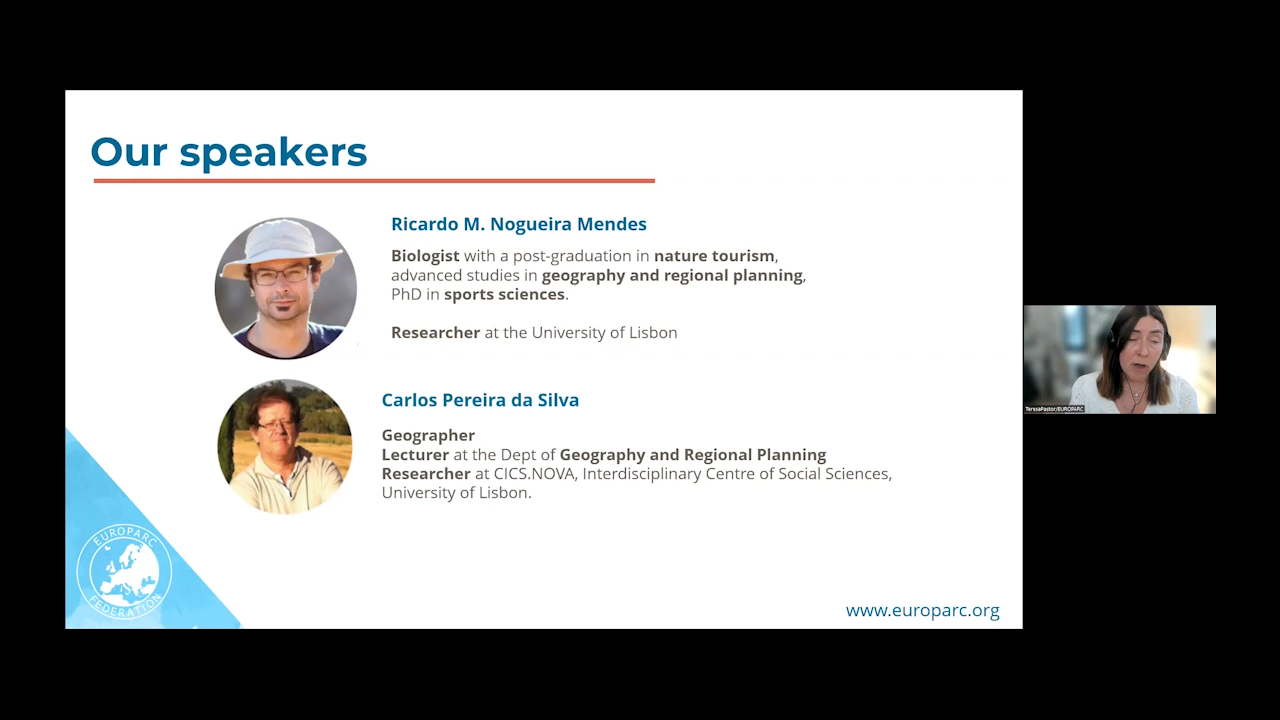 Our speakers
Ricardo M. Nogueira Mendes
Biologist with a post-graduation in nature tourism,
advanced studies in geography and regional planning,
PhD in sports sciences.
Researcher at the University of Lisbon
Carlos Pereira da Silva
Geographer
Lecturer at the Dept of Geography and Regional Planning
Researcher at CICS.NOVA, Interdisciplinary Centre of Social Sciences,
University of Lisbon.
EUROPARC
FEDERATION
www.europarc.org
TeresaPastor/EUROPARC